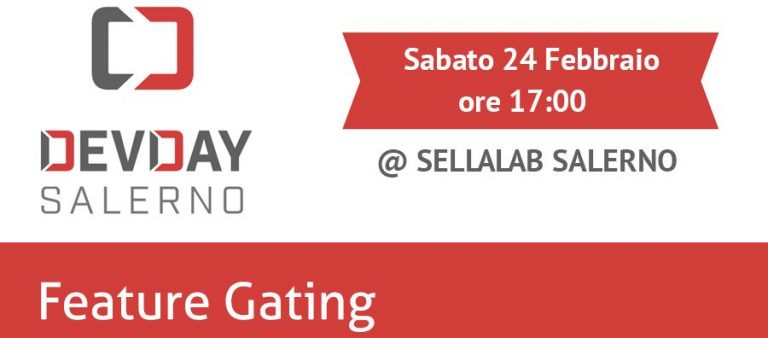 DEVDAY
SALERNO
Sabato 24 Febbraio
ore 17:00
@ SELLALAB SALERNO
Feature Gating